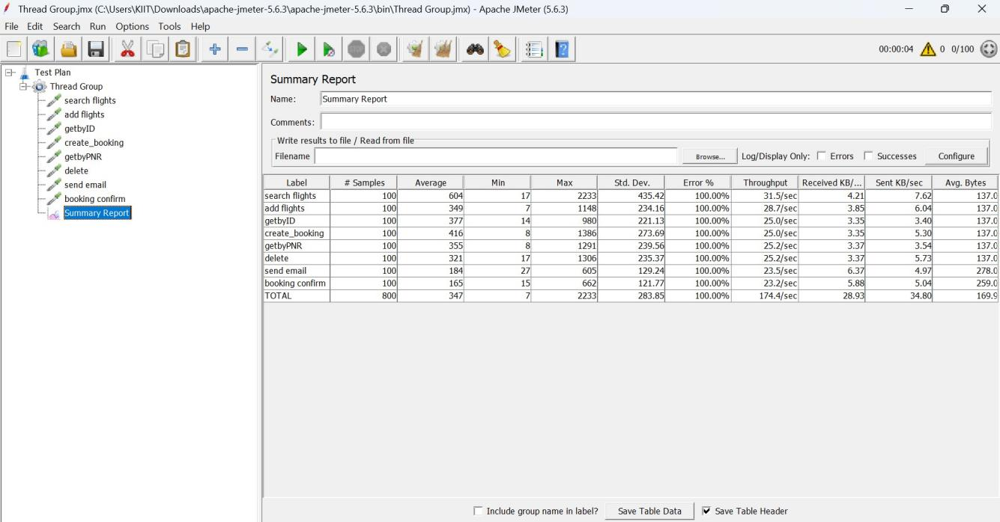 Thread Group.jmx (C:\Users\KIIT\Downloads\apache-jmeter-5.6.3\apache-jmeter-5.6.3\bin\Thread Group.jmx) - Apache JMeter (5.6.3)
File Edit Search Run Options Tools Help
00:00:04 0 0/100
Test Plan
Thread Group
search flights
add flights
getbyID
create_booking
getbyPNR
delete
send email
booking confirm
Summary Report
Summary Report
Name: Summary Report
Comments:
Write results to file / Read from file
Filename Browse... Log/Display Only: Errors Successes Configure
Label # Samples Average Min Max Std. Dev. Error % Throughput Received KB/... Sent KB/sec Avg. Bytes
search flights 100 604 17 2233 435.42 100.00% 31.5/sec 4.21 7.62 137.0
add flights 100 349 7 1148 234.16 100.00% 28.7/sec 3.85 6.04 137.0
getbyID 100 377 14 980 221.13 100.00% 25.0/sec 3.35 3.40 137.0
create_booking 100 416 8 1386 273.69 100.00% 25.0/sec 3.35 5.30 137.0
getbyPNR 100 355 8 1291 239.56 100.00% 25.2/sec 3.37 3.54 137.0
delete 100 321 17 1306 235.37 100.00% 25.2/sec 3.37 5.73 137.0
send email 100 184 27 605 129.24 100.00% 23.5/sec 6.37 4.97 278.0
booking confirm 100 165 15 662 121.77 100.00% 23.2/sec 5.88 5.04 259.0
TOTAL 800 347 7 2233 283.85 100.00% 174.4/sec 28.93 34.80 169.9
Include group name in label? Save Table Data Save Table Header